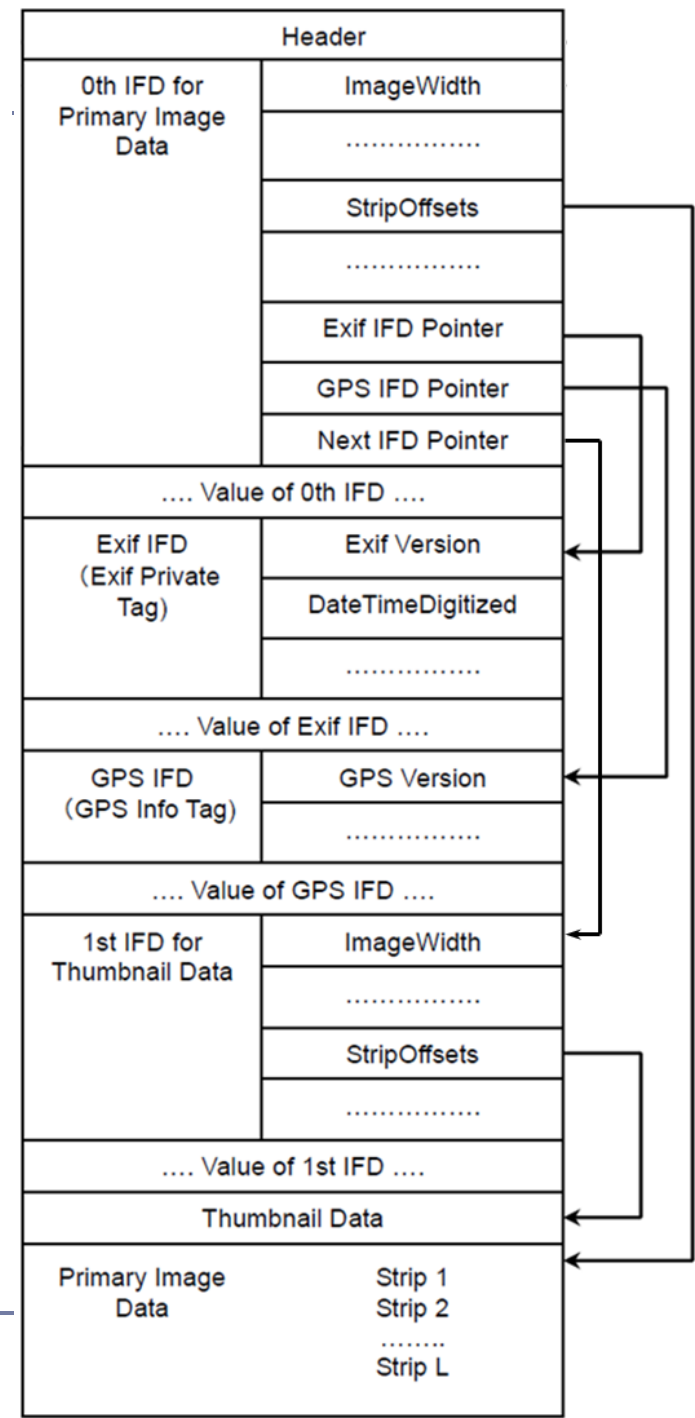 Header
0th IFD for
Primary Image
Data
ImageWidth
................
StripOffsets
................
Exif IFD Pointer
GPS IFD Pointer
Next IFD Pointer
.... Value of 0th IFD ....
Exif IFD
(Exif Private
Tag)
Exif Version
DateTimeDigitized
................
.... Value of Exif IFD ....
GPS IFD
(GPS Info Tag)
GPS Version
................
.... Value of GPS IFD ....
1st IFD for
Thumbnail Data
ImageWidth
................
StripOffsets
................
.... Value of 1st IFD ....
Thumbnail Data
Primary Image
Data
Strip 1
Strip 2
........
Strip L